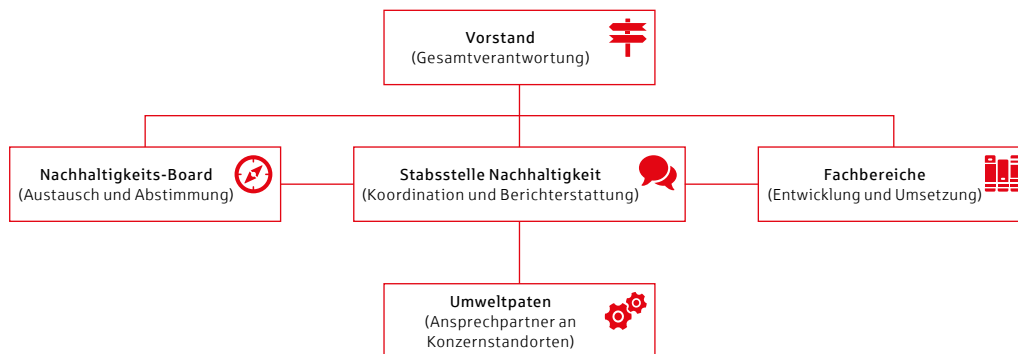 Vorstand
(Gesamtverantwortung)
Nachhaltigkeits-Board
(Austausch und Abstimmung)
Stabsstelle Nachhaltigkeit
(Koordination und Berichterstattung)
Fachbereiche
(Entwicklung und Umsetzung)
Umweltpaten
(Ansprechpartner an
Konzernstandorten)